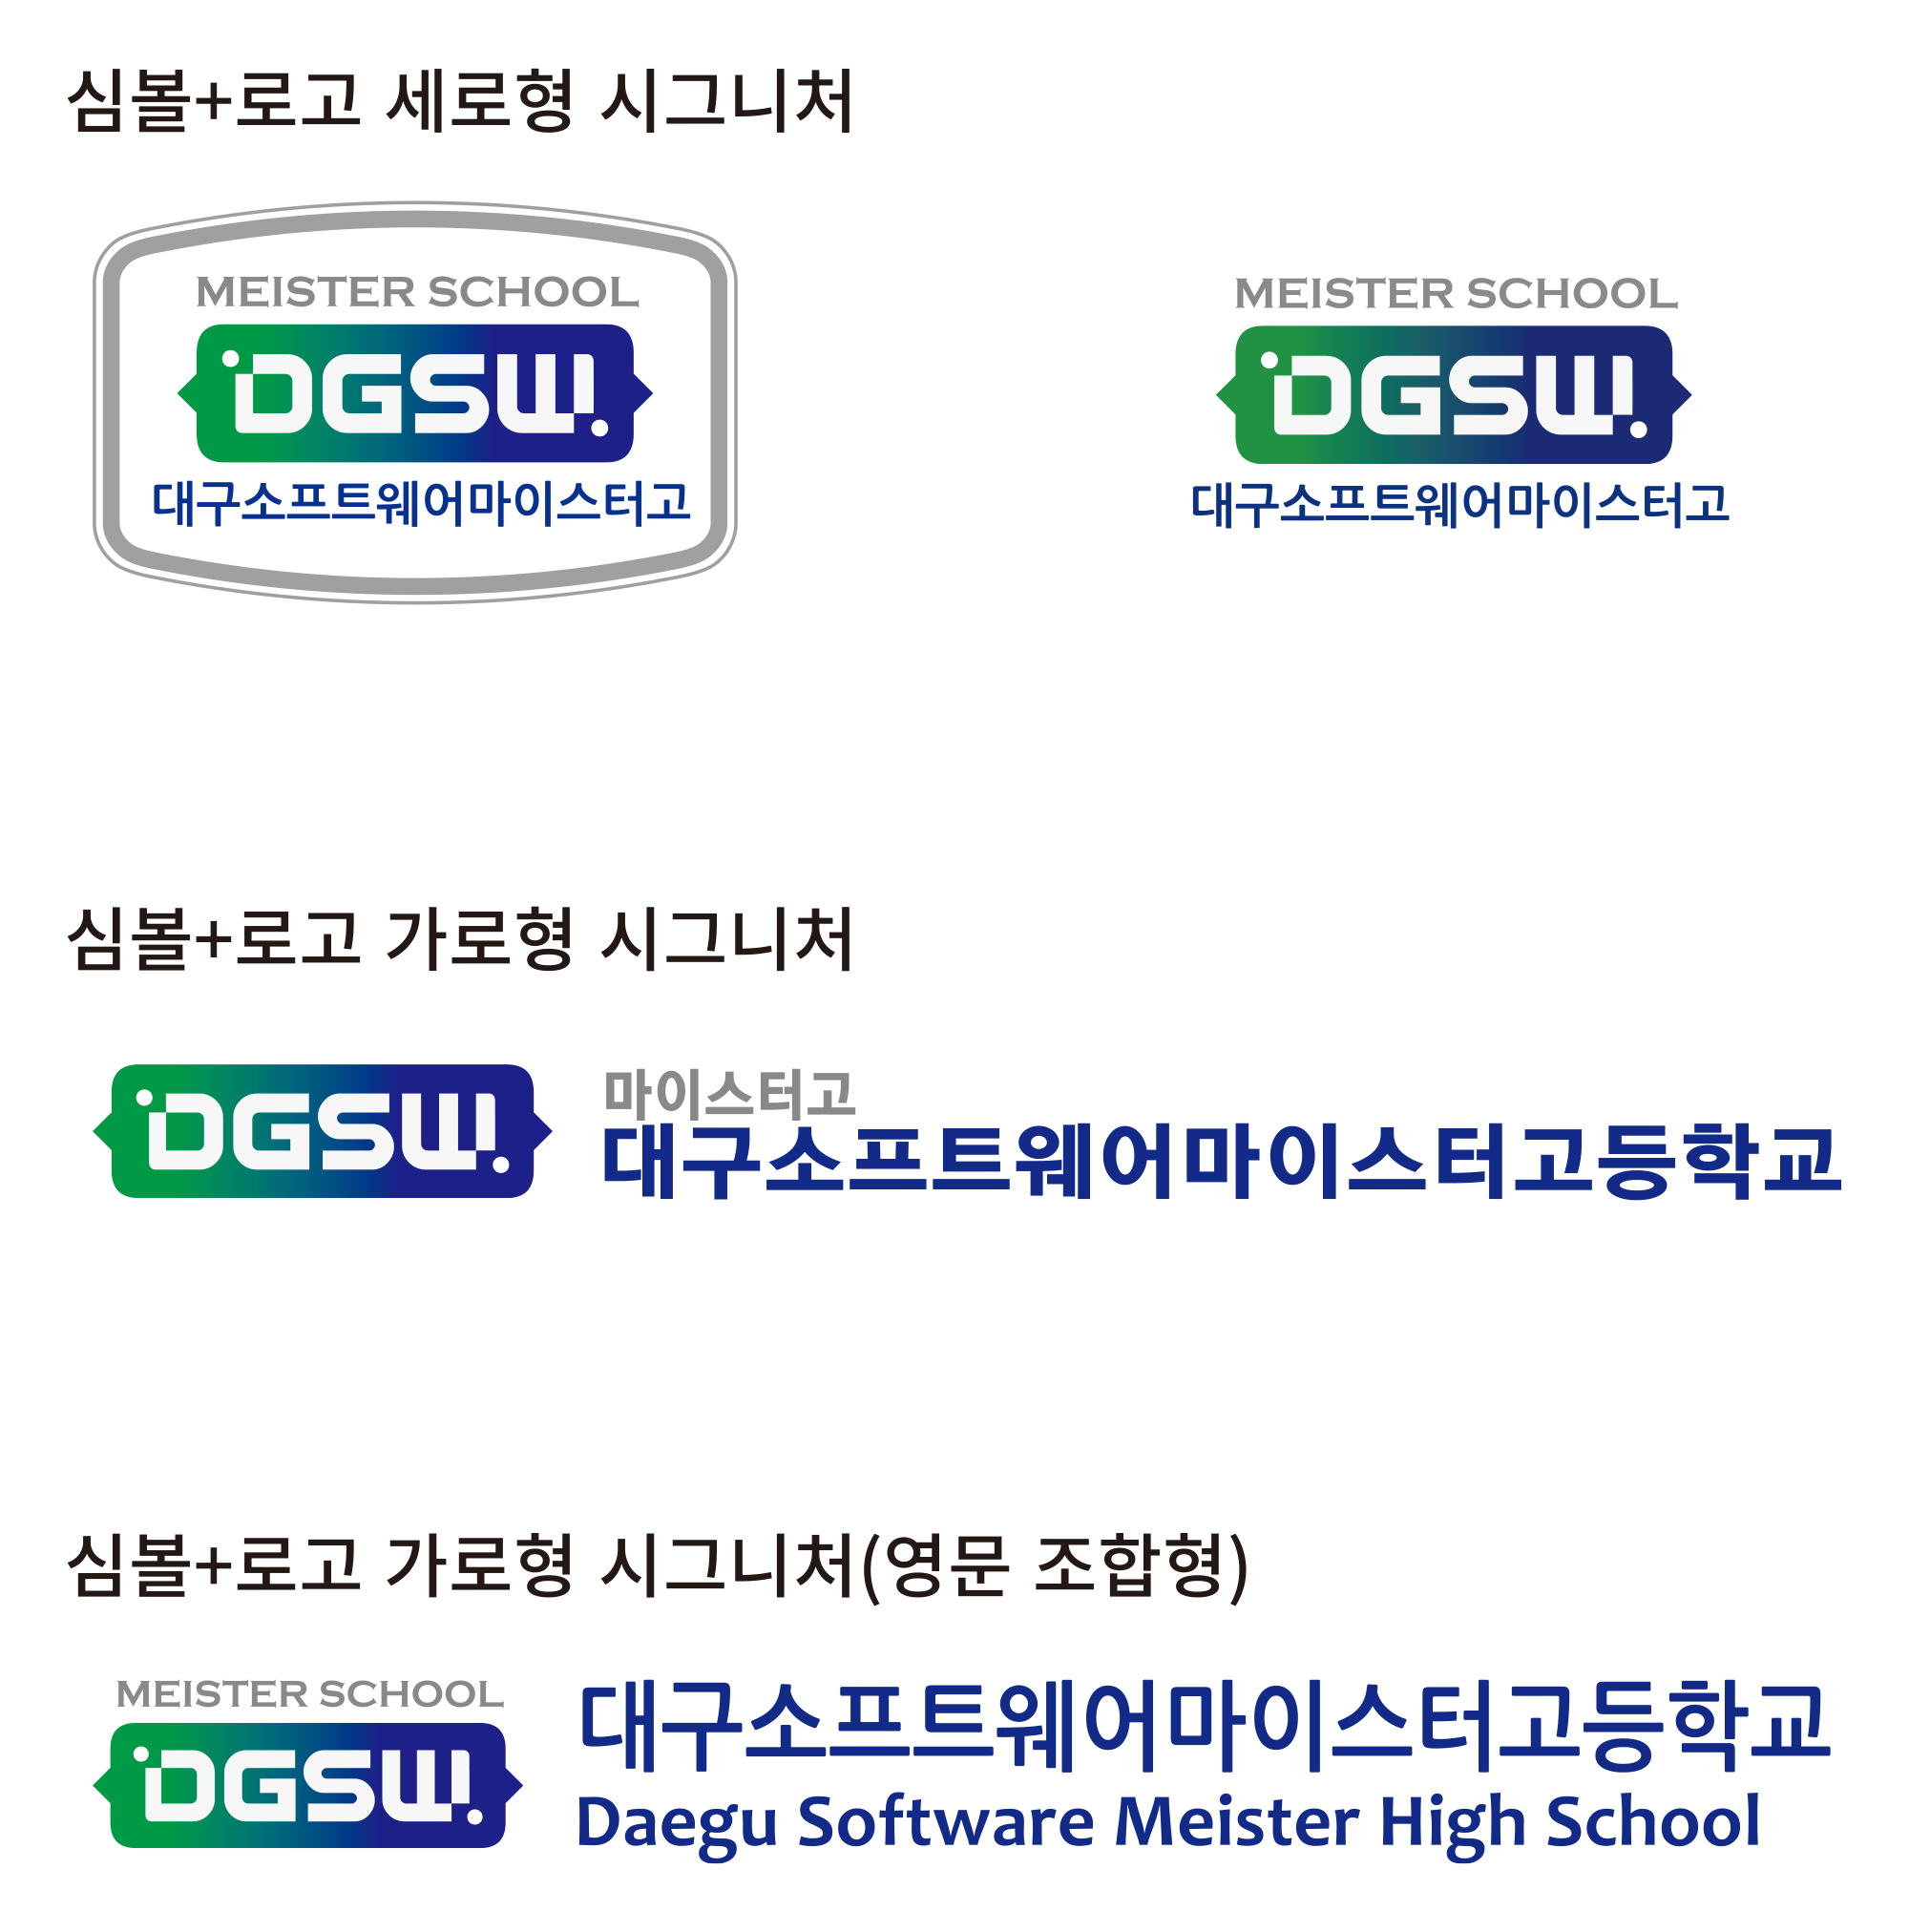 심볼+로고 세로형 시그니처
MEISTER SCHOOL
DGSW
대구소프트웨어마이스터고
MEISTER SCHOOL
DGSW
대구소프트웨어마이스터고
심볼+로고 가로형 시그니처
DGSW
마이스터고
대구소프트웨어마이스터고등학교
심볼+로고 가로형 시그니처(영문 조합형)
MEISTER SCHOOL
DGSW
대구소프트웨어마이스터고등학교
Daegu Software Meister High School